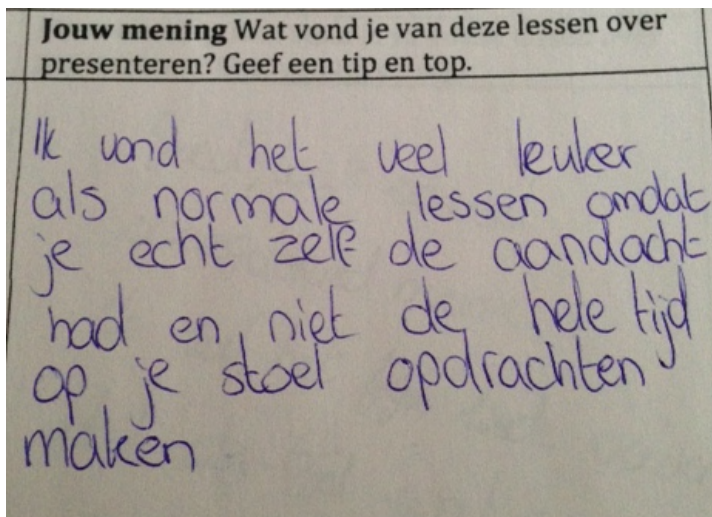 Jouw mening Wat vond je van deze lessen over
presenteren? Geef een tip en top.
Ik vond het veel leuker
als normale lessen omdat
je echt zelf de aandacht
had en niet de hele tijd
op je stoel opdrachten
maken